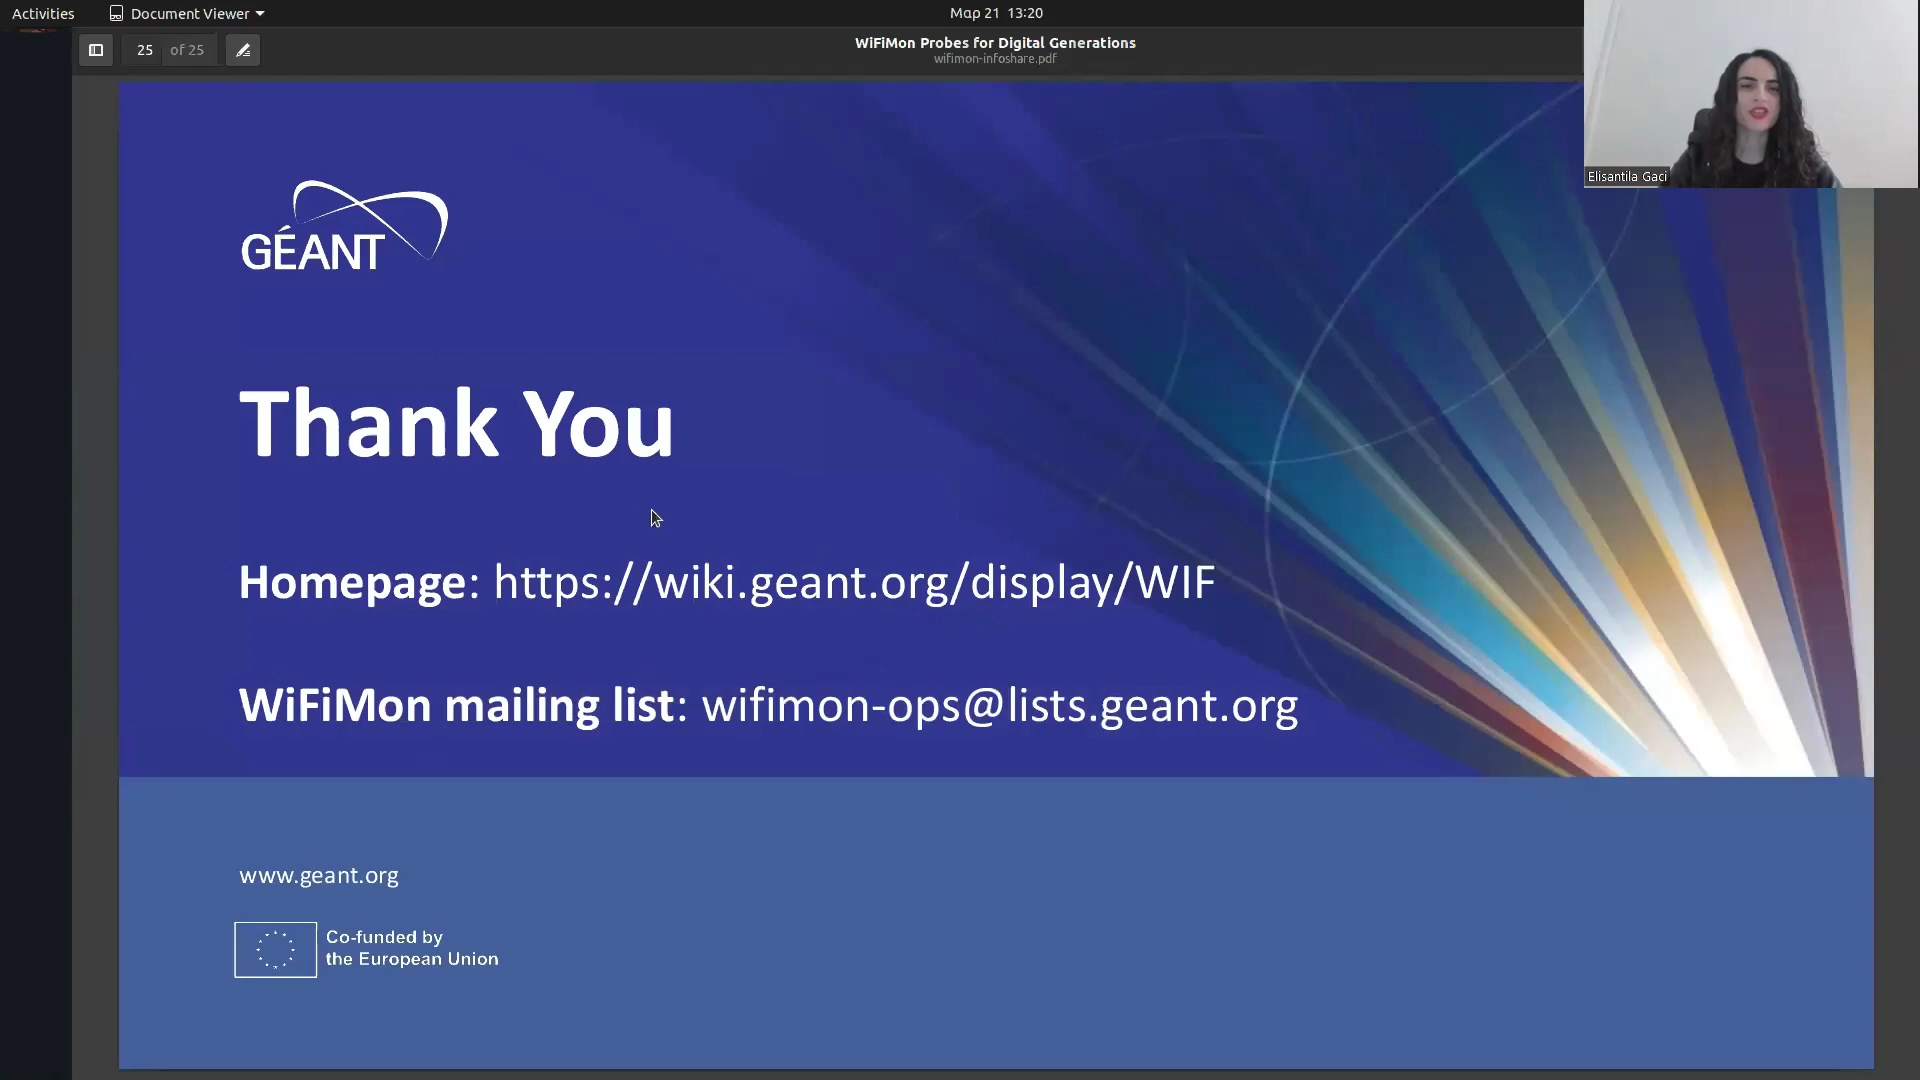 Activities
Document Viewer
Μαρ 21 13:20
25 of 25
WiFiMon Probes for Digital Generations
wifimon-infoshare.pdf
Elisantila Gaci
GÉANT
Thank You
Homepage: https://wiki.geant.org/display/WIF
WiFiMon mailing list: wifimon-ops@lists.geant.org
www.geant.org
Co-funded by
the European Union